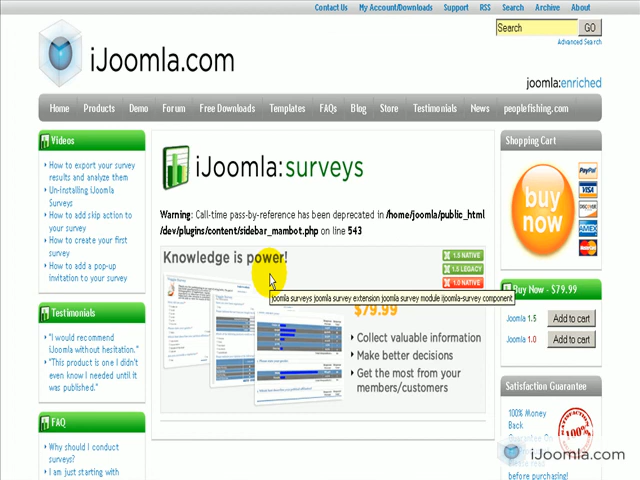 Contact Us My Account/Downloads Support RSS Search Archive About
Search GO
Advanced Search
iJoomla.com
joomla:enriched
Home Products Demo Forum Free Downloads Templates FAQs Blog Store Testimonials News peoplefishing.com
Videos
How to export your survey
results and analyze them
Un-installing iJoomla
Surveys
How to add skip action to
your survey
How to create your first
survey
How to add a pop-up
invitation to your survey
Testimonials
"I would recommend
iJoomla without hesitation."
"This product is one I didn't
even know I needed until it
was published."
FAQ
Why should I conduct
surveys?
I am just starting with
iJoomla:surveys
Warning: Call-time pass-by-reference has been deprecated in /home/joomla/public_html
/dev/plugins/content/sidebar_mambot.php on line 543
Knowledge is power!
1.5 NATIVE
1.5 LEGACY
1.0 NATIVE
joomla surveys joomla survey extension joomla survey module ijoomla-survey component
$79.99
Collect valuable information
Make better decisions
Get the most from your
members/customers
Shopping Cart
buy
now
PayPal
VISA
AMEX
MasterCard
Buy Now - $79.99
Joomla 1.5 Add to cart
Joomla 1.0 Add to cart
Satisfaction Guarantee
100% Money
Back
Guarantee On
100%
read
before purchasing!
iJoomla.com